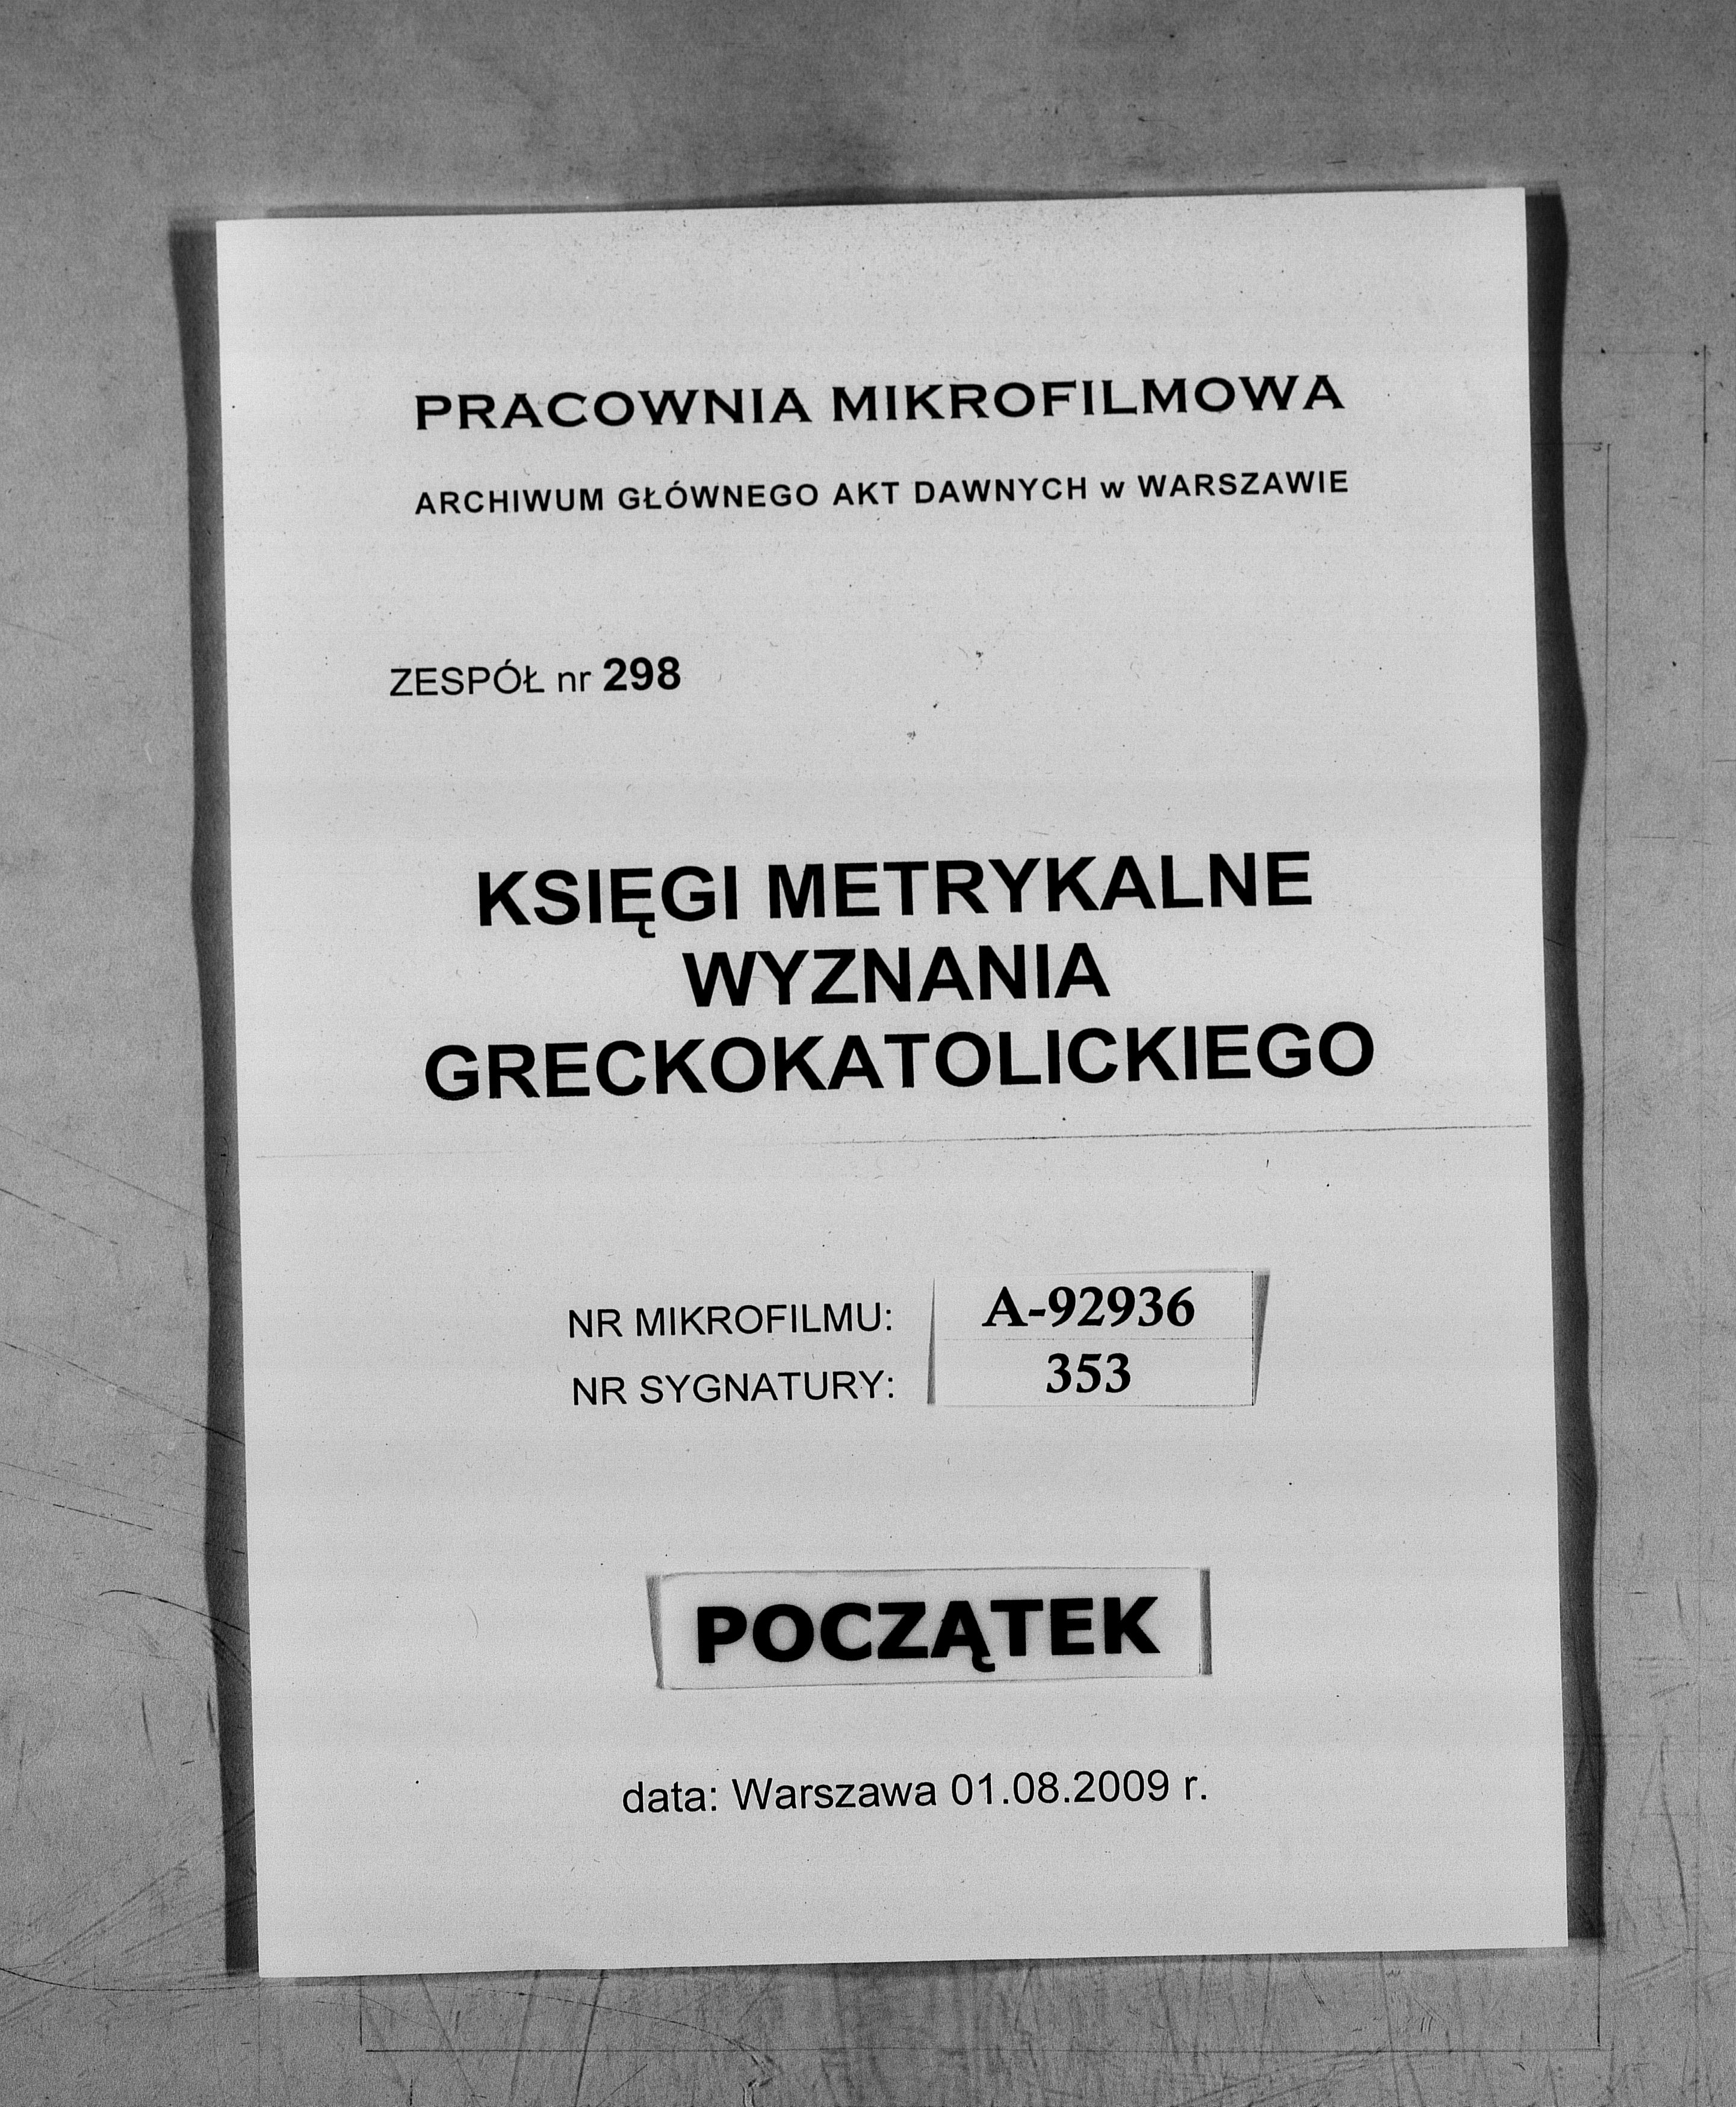 PRACOWNIA MIKROFILMOWA
ARCHIWUM GŁÓWNEGO AKT DAWNYCH w WARSZAWIE
ZESPÓŁ nr 298
KSIĘGI METRYKALNE
WYZNANIA
GRECKOKATOLICKIEGO
NR MIKROFILMU: A-92936
NR SYGNATURY: 353
POCZĄTEK
data: Warszawa 01.08.2009 r.